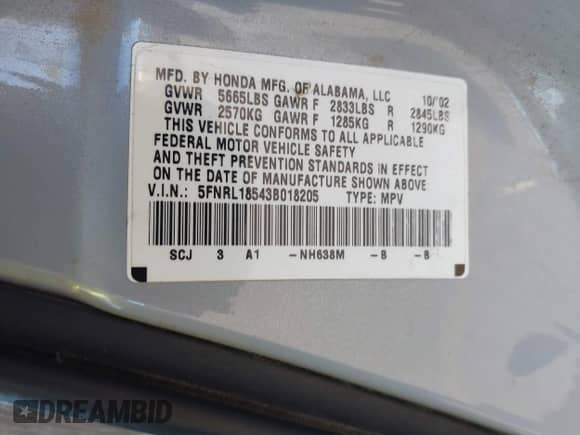 MFD. BY HONDA MFG. OF ALABAMA, LLC 10/'02
GVWR 5665LBS GAWR F 2833LBS R 2845LBS
GVWR 2570KG GAWR F 1285KG R 1290KG
THIS VEHICLE CONFORMS TO ALL APPLICABLE
FEDERAL MOTOR VEHICLE SAFETY
AND THEFT PREVENTION STANDARDS IN EFFECT
ON THE DATE OF MANUFACTURE SHOWN ABOVE
V.I.N.: 5FNRL18543B018205 TYPE: MPV
SCJ 3 A1 -NH638M -B -B
DREAMBID